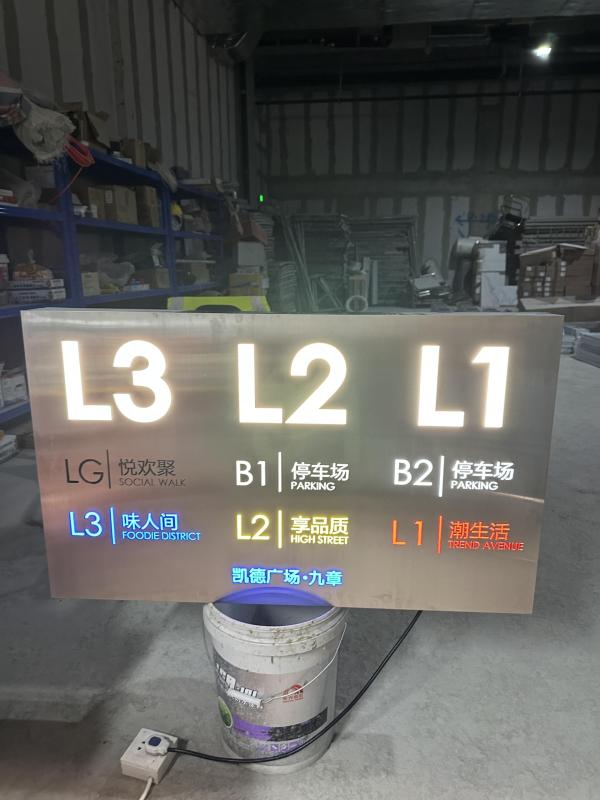 L3 L2 L1
LG 悦欢聚 SOCIAL WALK
B1 停车场 PARKING
B2 停车场 PARKING
L3 味人间 FOODIE DISTRICT
L2 享品质 HIGH STREET
L1 潮生活 TREND AVENUE
凯德广场·九章